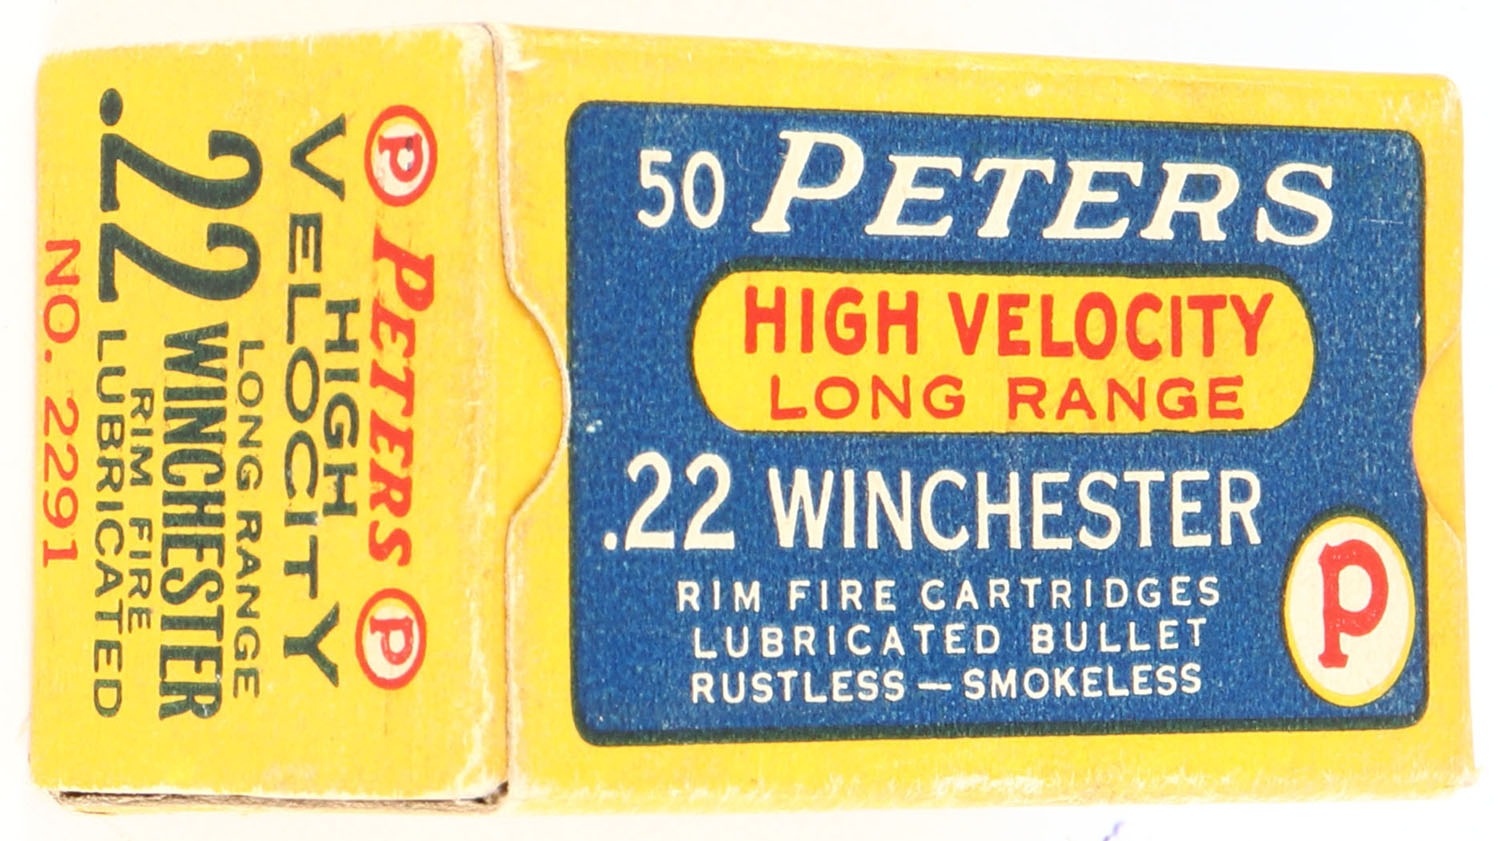 50 PETERS
HIGH VELOCITY
LONG RANGE
.22 WINCHESTER
RIM FIRE CARTRIDGES
LUBRICATED BULLET
RUSTLESS — SMOKELESS
P
P PETERS P
HIGH
VELOCITY
LONG RANGE
.22 WINCHESTER
RIM FIRE
LUBRICATED
NO. 2291